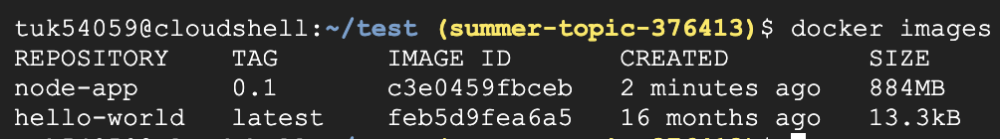 tuk54059@cloudshell:~/test (summer-topic-376413)$ docker images
REPOSITORY TAG IMAGE ID CREATED SIZE
node-app 0.1 c3e0459fbceb 2 minutes ago 884MB
hello-world latest feb5d9fea6a5 16 months ago 13.3kB